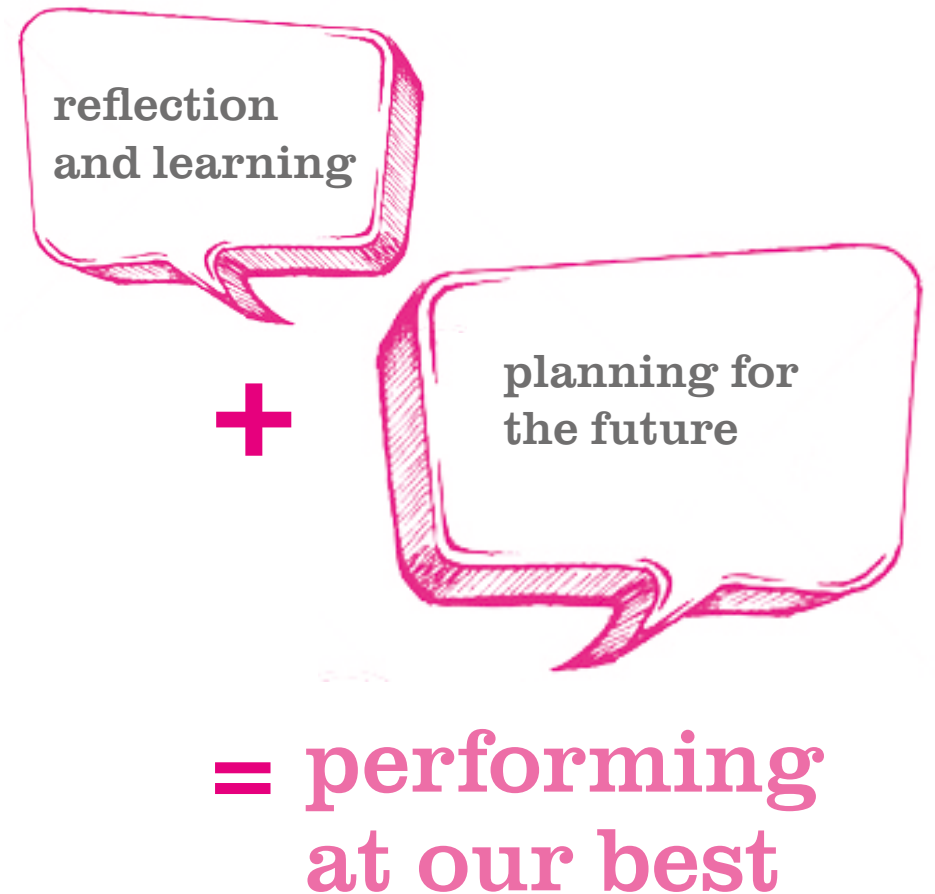 reflection
and learning
+
planning for
the future
= performing
at our best